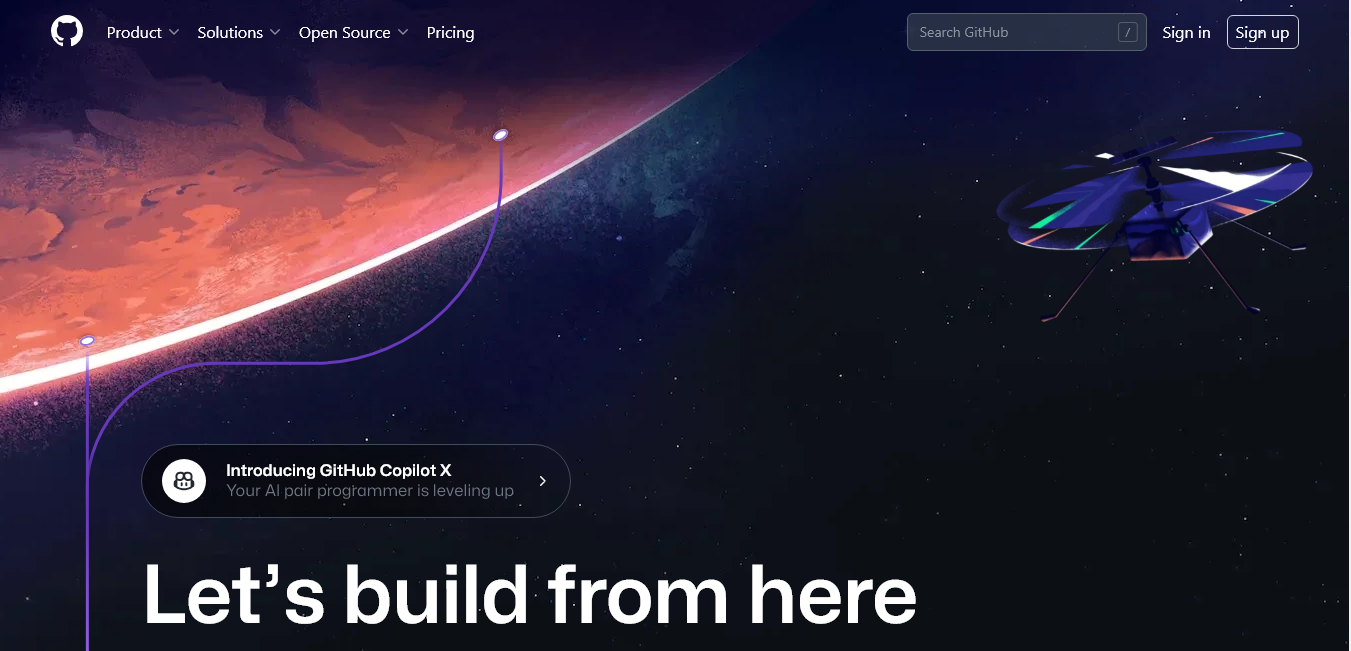 Product
Solutions
Open Source
Pricing
Search GitHub
/
Sign in
Sign up
Introducing GitHub Copilot X
Your AI pair programmer is leveling up
Let’s build from here